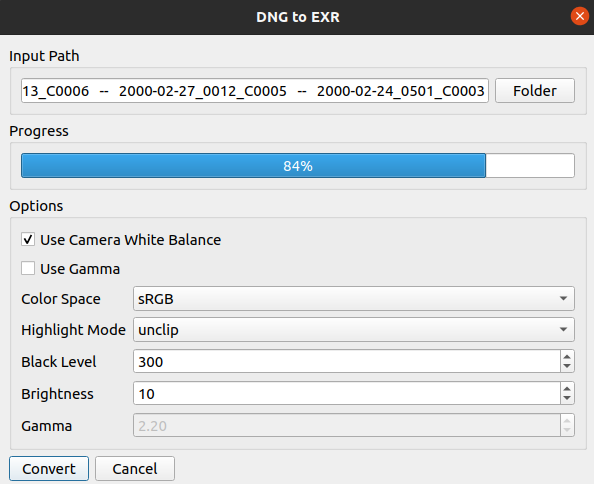 DNG to EXR
Input Path
13_C0006 -- 2000-02-27_0012_C0005 -- 2000-02-24_0501_C0003 Folder
Progress
84%
Options
Use Camera White Balance
Use Gamma
Color Space sRGB
Highlight Mode unclip
Black Level 300
Brightness 10
Gamma 2.20
Convert Cancel